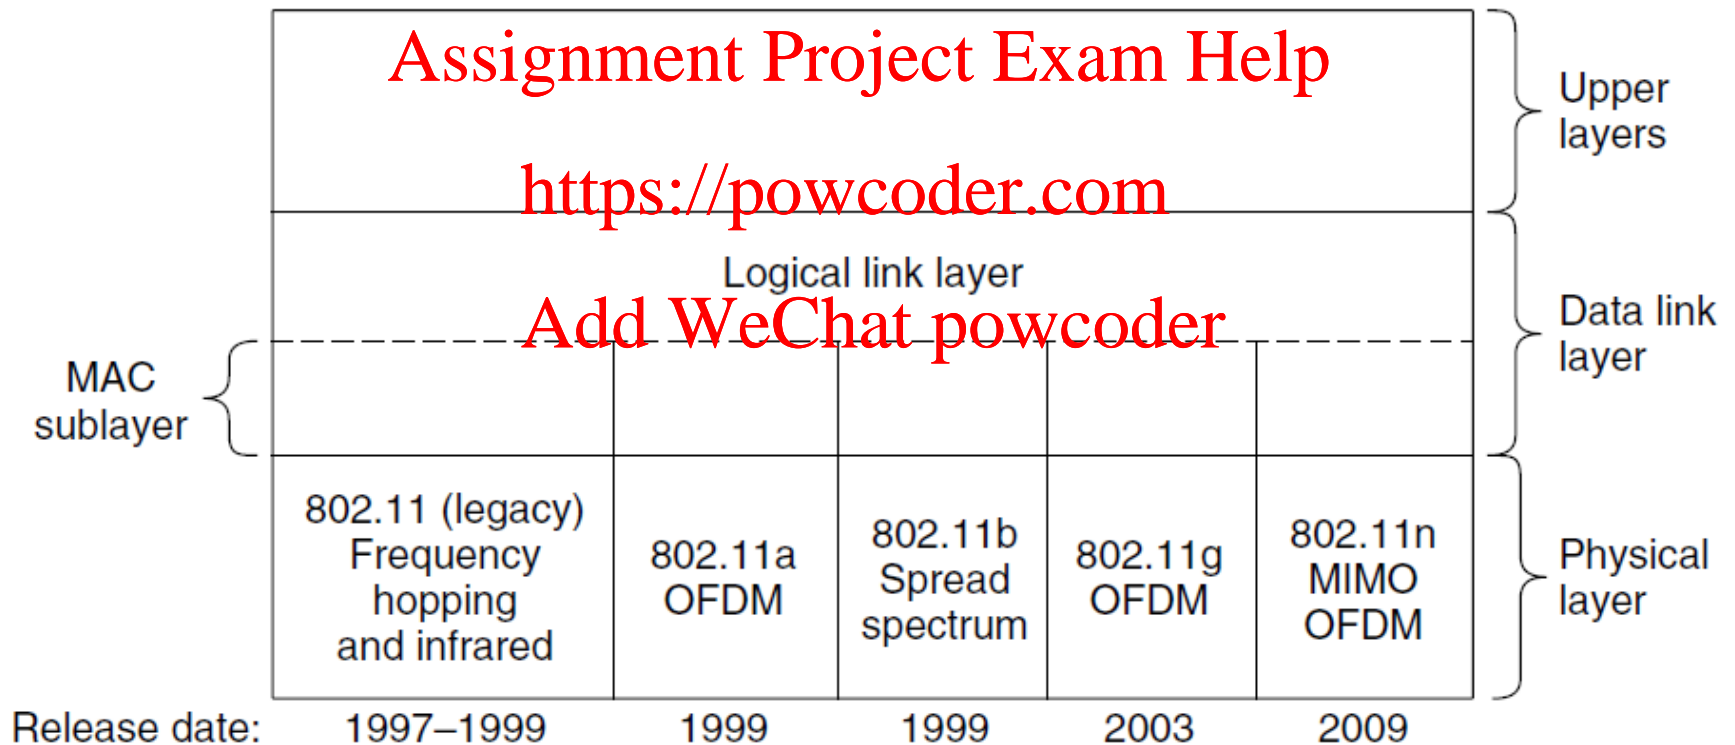 Assignment Project Exam Help
Upper
layers
https://powcoder.com
Logical link layer
Add WeChat powcoder
Data link
layer
MAC
sublayer
802.11 (legacy)
Frequency
hopping
and infrared
802.11a
OFDM
802.11b
Spread
spectrum
802.11g
OFDM
802.11n
MIMO
OFDM
Physical
layer
Release date: 1997–1999 1999 1999 2003 2009